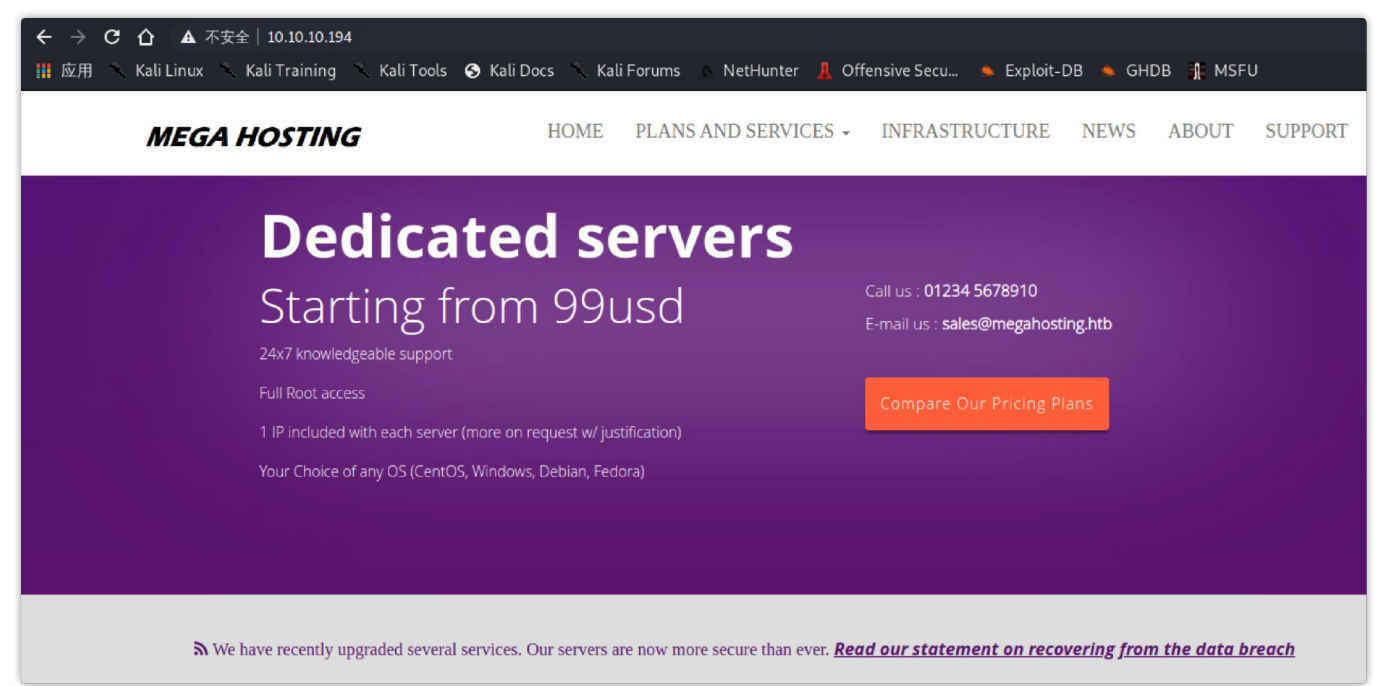 不安全 | 10.10.10.194
应用 Kali Linux Kali Training Kali Tools Kali Docs Kali Forums NetHunter Offensive Secu... Exploit-DB GHDB MSFU
MEGA HOSTING HOME PLANS AND SERVICES INFRASTRUCTURE NEWS ABOUT SUPPORT
Dedicated servers
Starting from 99usd
24x7 knowledgeable support
Full Root access
1 IP included with each server (more on request w/ justification)
Your Choice of any OS (CentOS, Windows, Debian, Fedora)
Call us : 01234 5678910
E-mail us : sales@megahosting.htb
Compare Our Pricing Plans
We have recently upgraded several services. Our servers are now more secure than ever. Read our statement on recovering from the data breach